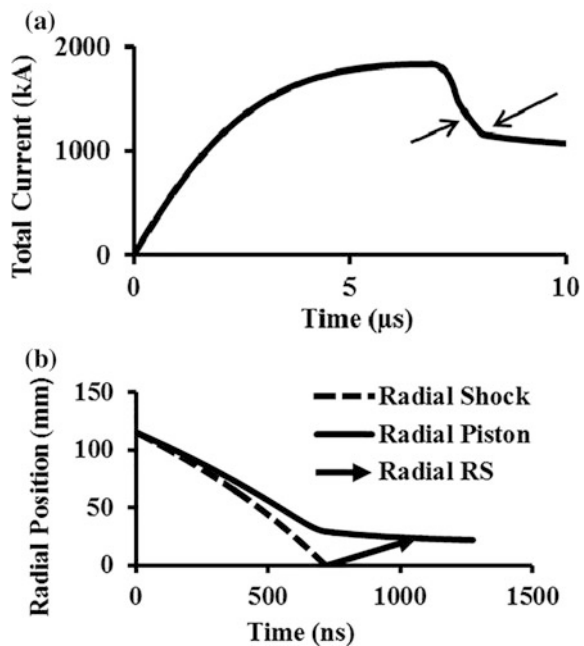 (a)
2000
1000
0
Total Current (kA)
0 5 10
Time (µs)
(b)
150
100
50
0
Radial Position (mm)
Radial Shock
Radial Piston
Radial RS
0 500 1000 1500
Time (ns)